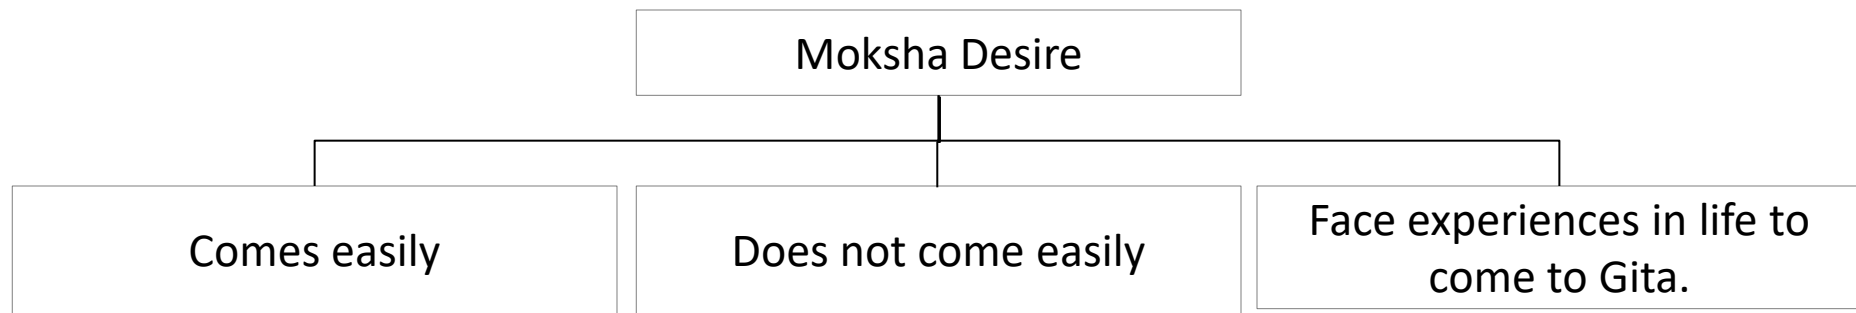 Moksha Desire
Comes easily
Does not come easily
Face experiences in life to
come to Gita.